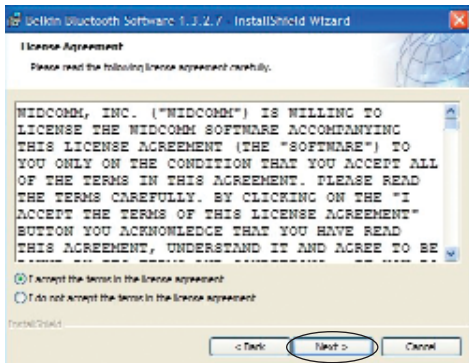 Belkin Bluetooth Software 1.3.2.7 - InstallShield Wizard
License Agreement
Please read the following license agreement carefully.
WIDCOMM, INC. ("WIDCOMM") IS WILLING TO
LICENSE THE WIDCOMM SOFTWARE ACCOMPANYING
THIS LICENSE AGREEMENT (THE "SOFTWARE") TO
YOU ONLY ON THE CONDITION THAT YOU ACCEPT ALL
OF THE TERMS IN THIS AGREEMENT. PLEASE READ
THE TERMS CAREFULLY. BY CLICKING ON THE "I
ACCEPT THE TERMS OF THIS LICENSE AGREEMENT"
BUTTON YOU ACKNOWLEDGE THAT YOU HAVE READ
THIS AGREEMENT, UNDERSTAND IT AND AGREE TO BE
I accept the terms in the license agreement
I do not accept the terms in the license agreement
InstallShield
< Back Next > Cancel